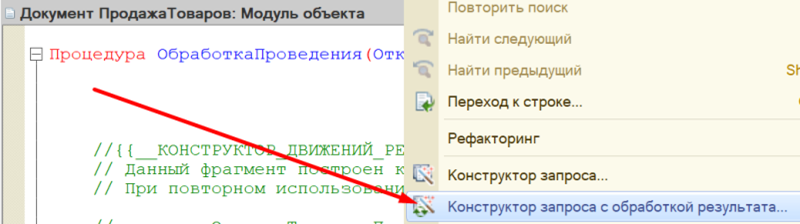 Документ ПродажаТоваров: Модуль объекта
Процедура ОбработкаПроведения(Отк
//{{__КОНСТРУКТОР_ДВИЖЕНИЙ_РЕ
// Данный фрагмент построен к
// При повторном использовани
Повторить поиск
Найти следующий
Найти предыдущий Sh
Переход к строке...
Рефакторинг
Конструктор запроса...
Конструктор запроса с обработкой результата...